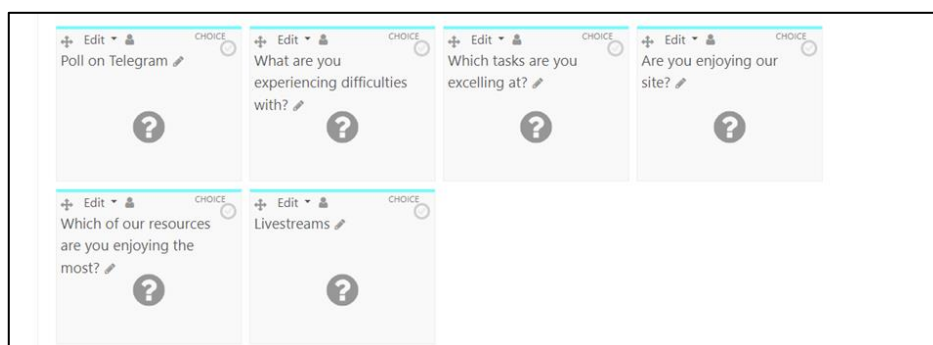 Edit CHOICE
Poll on Telegram
Edit CHOICE
What are you
experiencing difficulties
with?
Edit CHOICE
Which tasks are you
excelling at?
Edit CHOICE
Are you enjoying our
site?
Edit CHOICE
Which of our resources
are you enjoying the
most?
Edit CHOICE
Livestreams